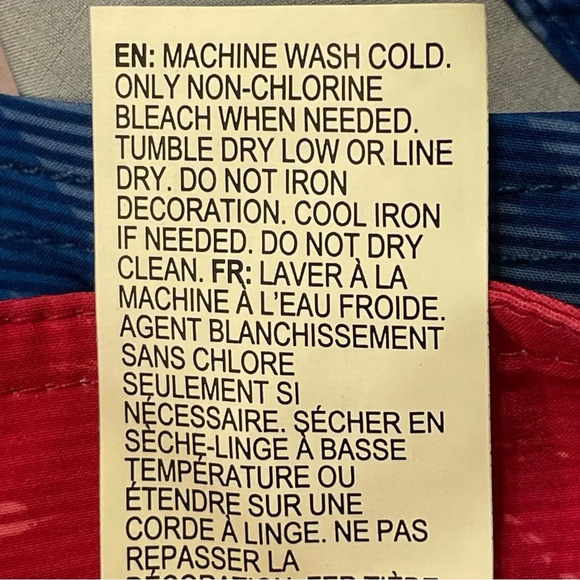 EN: MACHINE WASH COLD.
ONLY NON-CHLORINE
BLEACH WHEN NEEDED.
TUMBLE DRY LOW OR LINE
DRY. DO NOT IRON
DECORATION. COOL IRON
IF NEEDED. DO NOT DRY
CLEAN. FR: LAVER À LA
MACHINE À L'EAU FROIDE.
AGENT BLANCHISSEMENT
SANS CHLORE
SEULEMENT SI
NÉCESSAIRE. SÉCHER EN
SÈCHE-LINGE À BASSE
TEMPÉRATURE OU
ÉTENDRE SUR UNE
CORDE À LINGE. NE PAS
REPASSER LA
DÉCORATION. FER TIÈDE